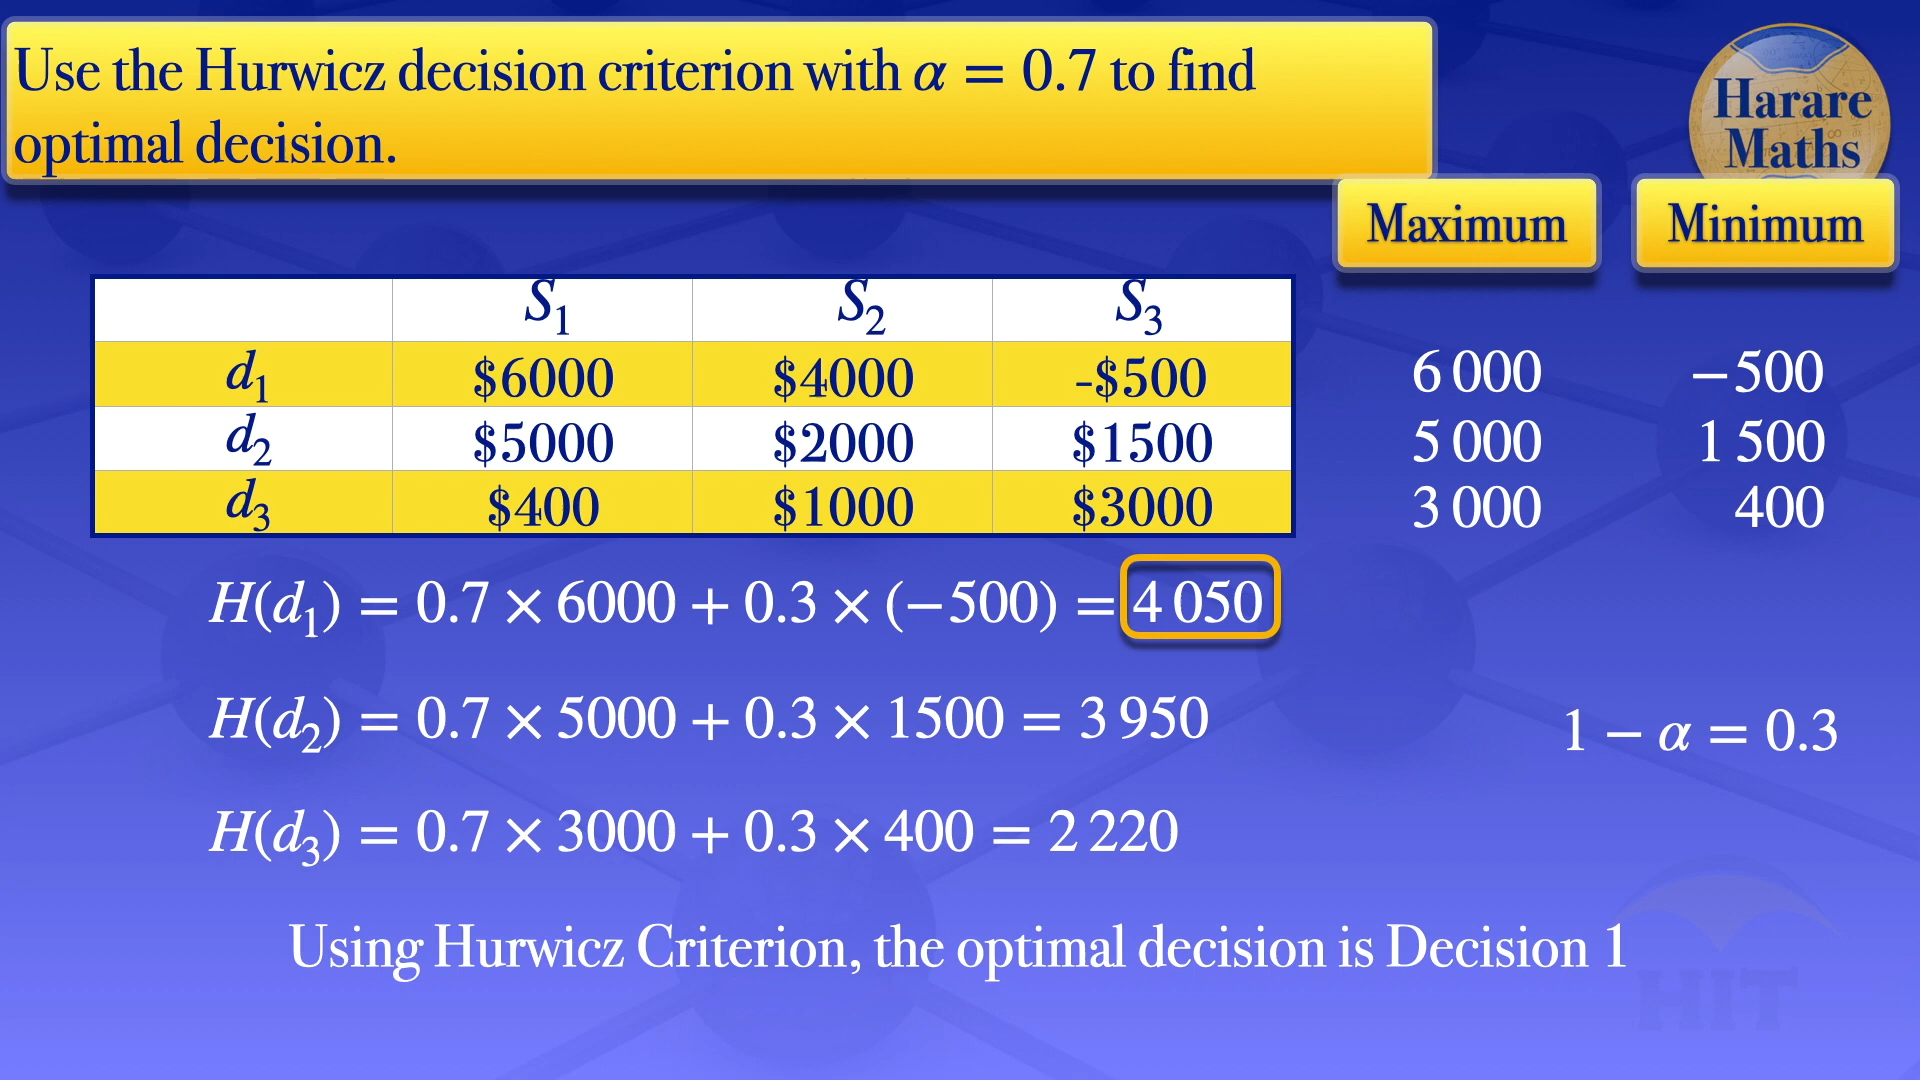 Use the Hurwicz decision criterion with α = 0.7 to find
optimal decision.
Harare
Maths
Maximum Minimum
S₁ S₂ S₃
d₁ $6000 $4000 -$500 6 000 −500
d₂ $5000 $2000 $1500 5 000 1 500
d₃ $400 $1000 $3000 3 000 400
H(d₁) = 0.7 × 6000 + 0.3 × (−500) = 4 050
H(d₂) = 0.7 × 5000 + 0.3 × 1500 = 3 950
1 − α = 0.3
H(d₃) = 0.7 × 3000 + 0.3 × 400 = 2 220
Using Hurwicz Criterion, the optimal decision is Decision 1
HIT